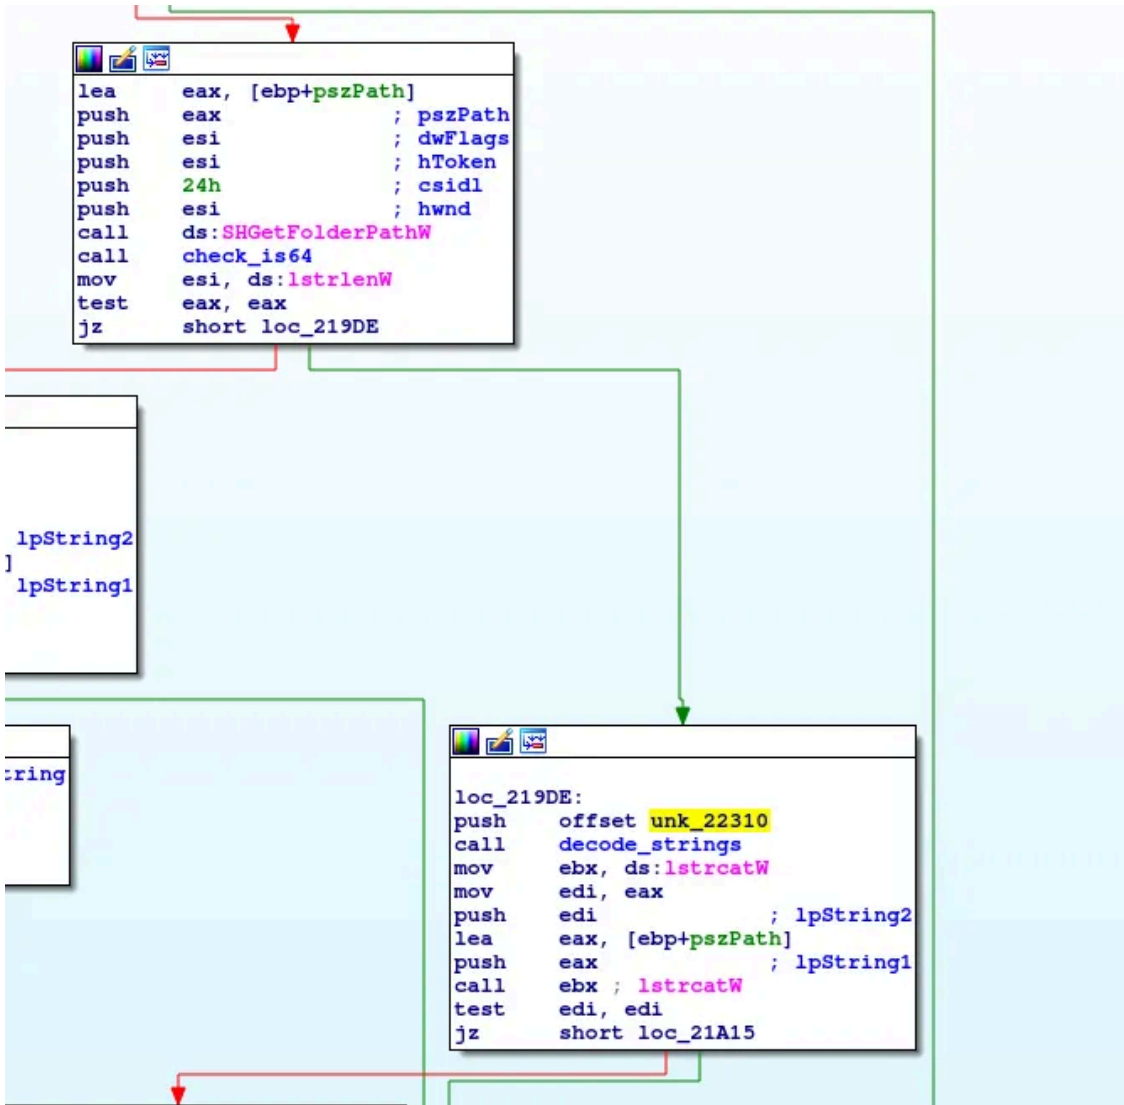 lea eax, [ebp+pszPath]
push eax ; pszPath
push esi ; dwFlags
push esi ; hToken
push 24h ; csidl
push esi ; hwnd
call ds:SHGetFolderPathW
call check_is64
mov esi, ds:lstrlenW
test eax, eax
jz short loc_219DE
lpString2
]
lpString1
tring
loc_219DE:
push offset unk_22310
call decode_strings
mov ebx, ds:lstrcatW
mov edi, eax
push edi ; lpString2
lea eax, [ebp+pszPath]
push eax ; lpString1
call ebx ; lstrcatW
test edi, edi
jz short loc_21A15